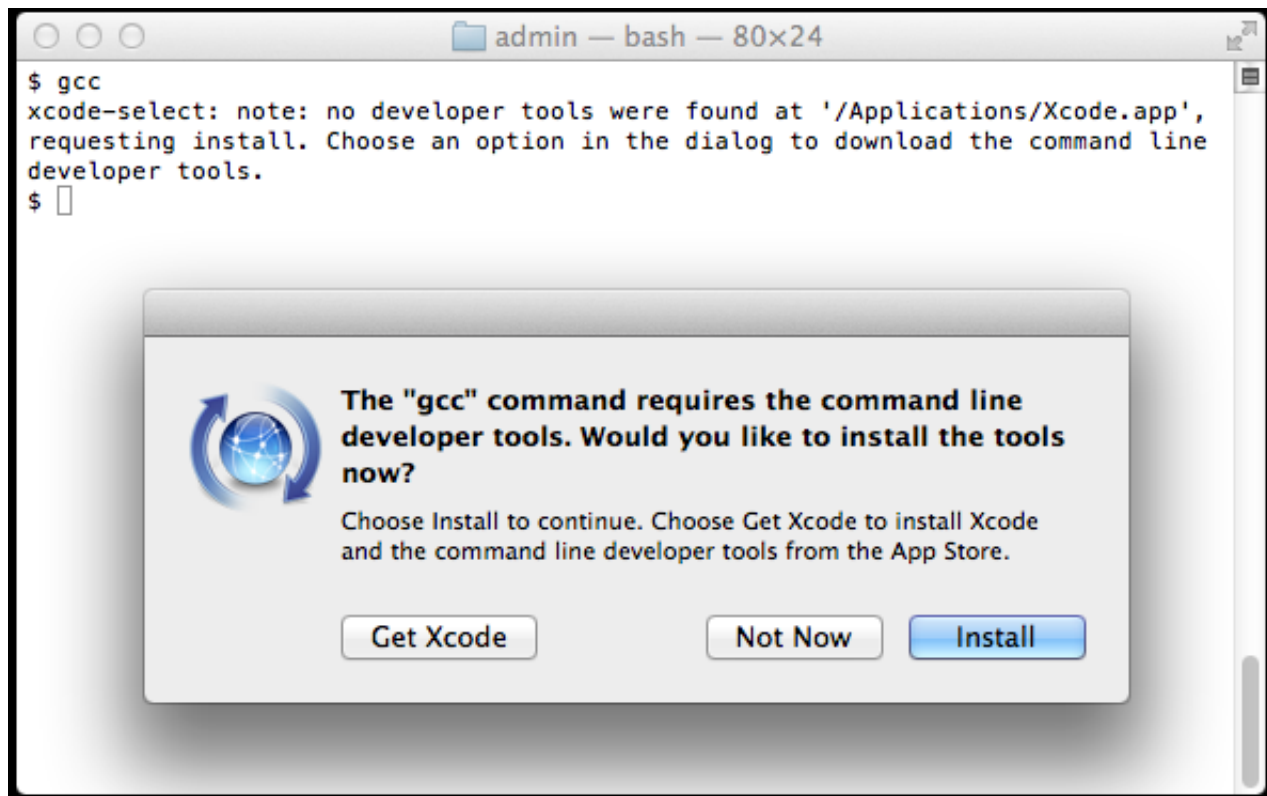 admin — bash — 80×24
$ gcc
xcode-select: note: no developer tools were found at '/Applications/Xcode.app',
requesting install. Choose an option in the dialog to download the command line
developer tools.
$
The "gcc" command requires the command line
developer tools. Would you like to install the tools
now?
Choose Install to continue. Choose Get Xcode to install Xcode
and the command line developer tools from the App Store.
Get Xcode Not Now Install